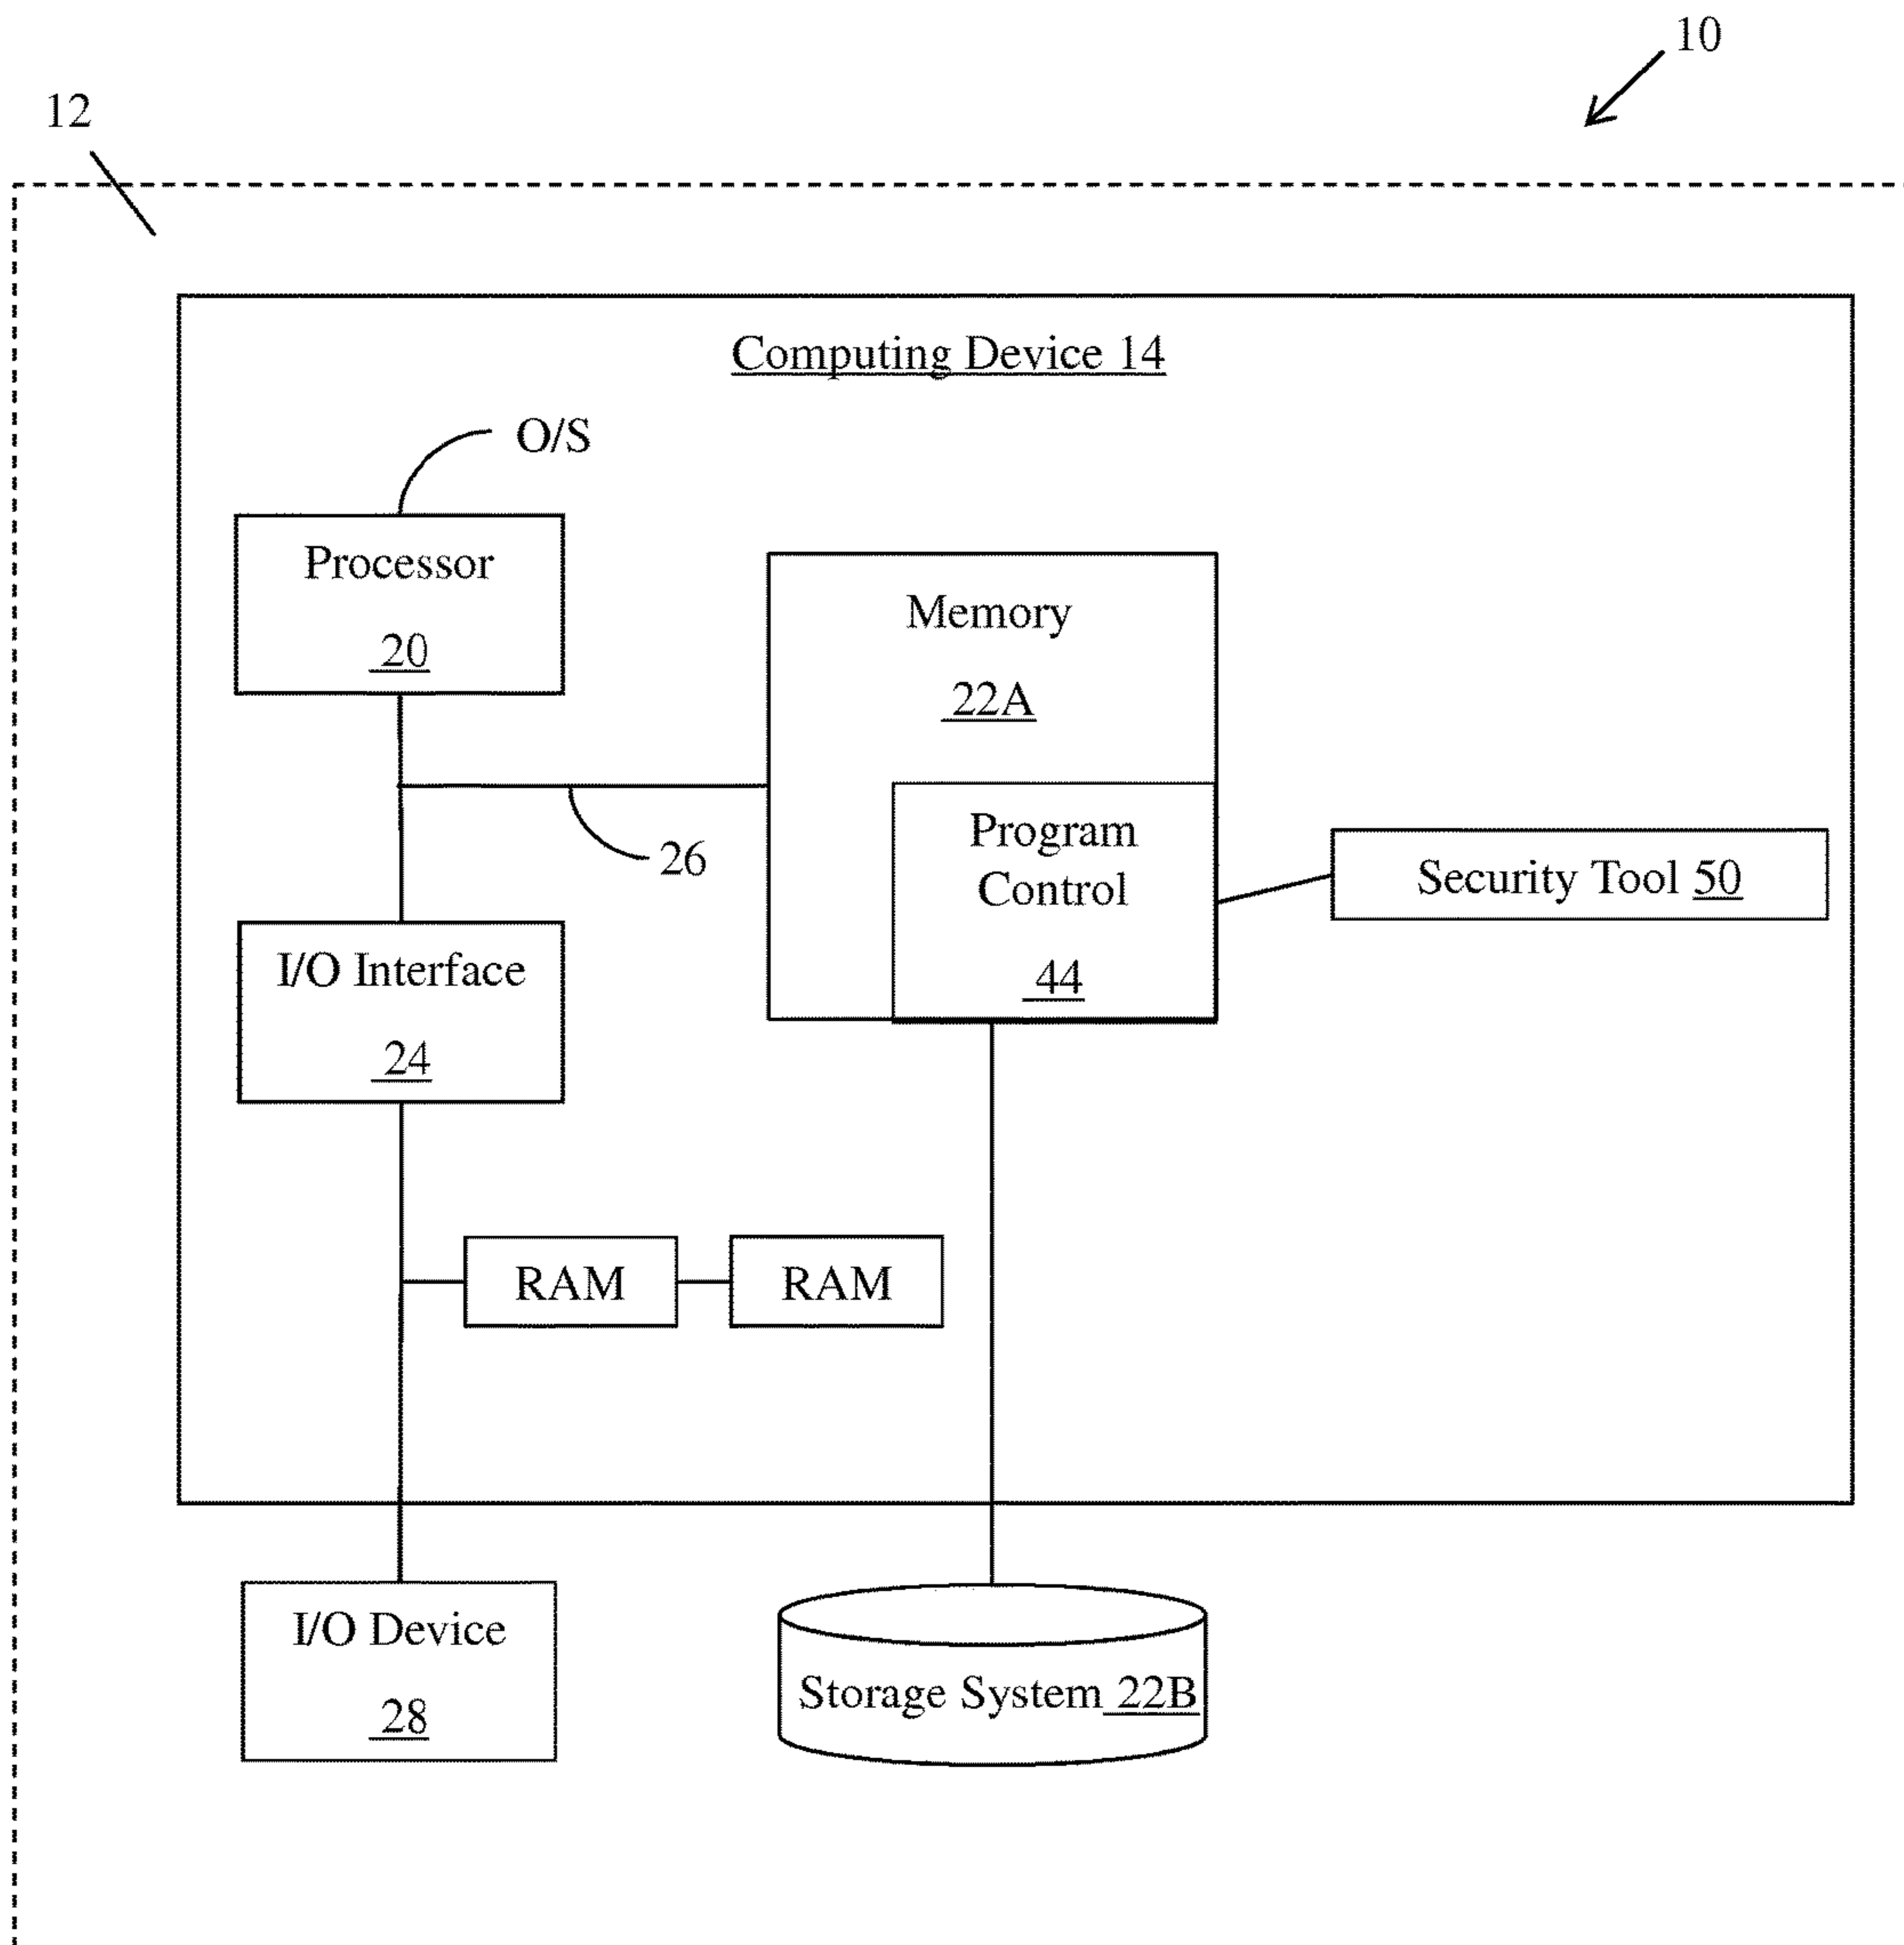 10
12
Computing Device 14
O/S
Processor
20
Memory
22A
Program
Control
44
26
Security Tool 50
I/O Interface
24
RAM
RAM
I/O Device
28
Storage System 22B